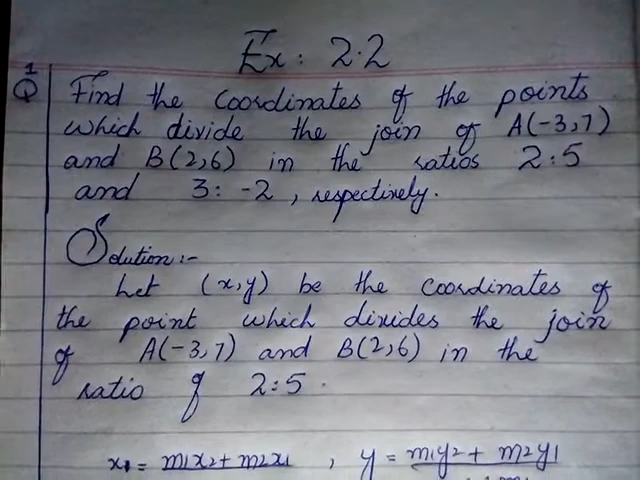 Ex: 2.2
Q1 Find the coordinates of the points
which divide the join of A(-3,7)
and B(2,6) in the ratios 2:5
and 3:-2, respectively.
Solution:-
Let (x,y) be the coordinates of
the point which divides the join
of A(-3,7) and B(2,6) in the
ratio of 2:5.
x = m1x2 + m2x1 , y = m1y2 + m2y1